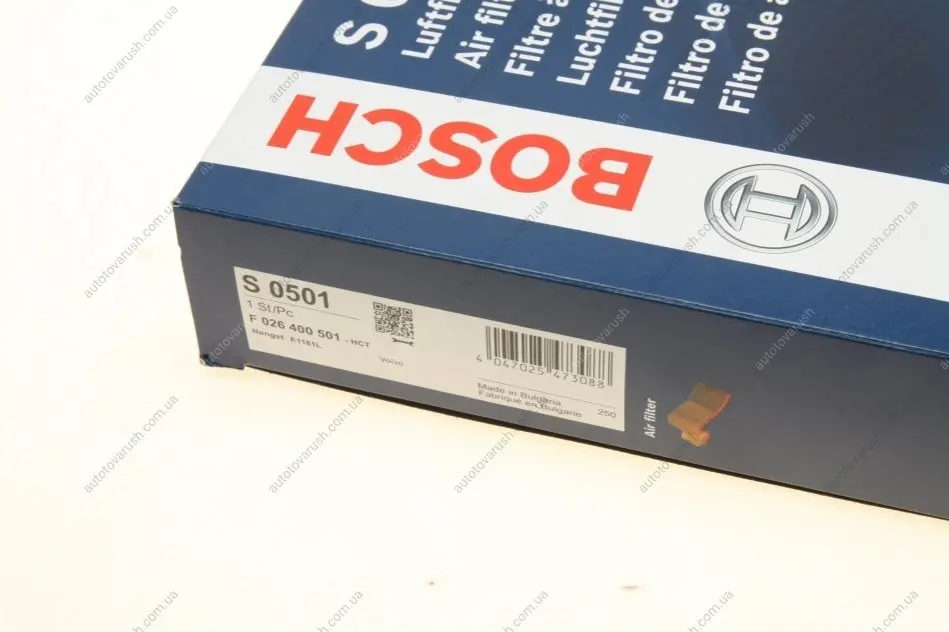 S 0
Luftfi
Air filt
Filtre à
Luchtfil
Filtro de
Filtro de
Filtro de a
BOSCH
S 0501
1 St/Pc
F 026 400 501 - HCT
Hengst E1181L
Volvo
4 047025 473088
Made in Bulgaria
Fabriqué en Bulgarie
250
Air filter
autotovarush.com.ua